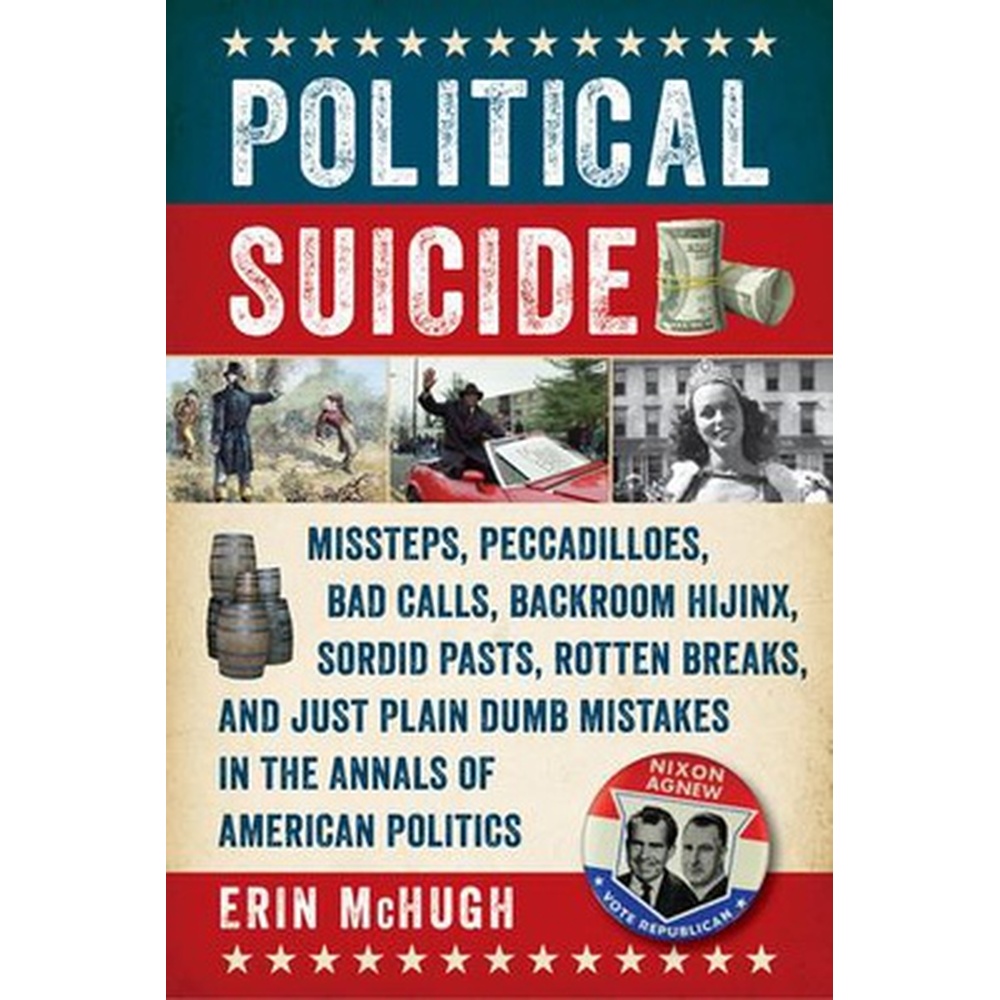 POLITICAL
SUICIDE
MISSTEPS, PECCADILLOES,
BAD CALLS, BACKROOM HIJINX,
SORDID PASTS, ROTTEN BREAKS,
AND JUST PLAIN DUMB MISTAKES
IN THE ANNALS OF
AMERICAN POLITICS
NIXON
AGNEW
VOTE REPUBLICAN
ERIN McHUGH